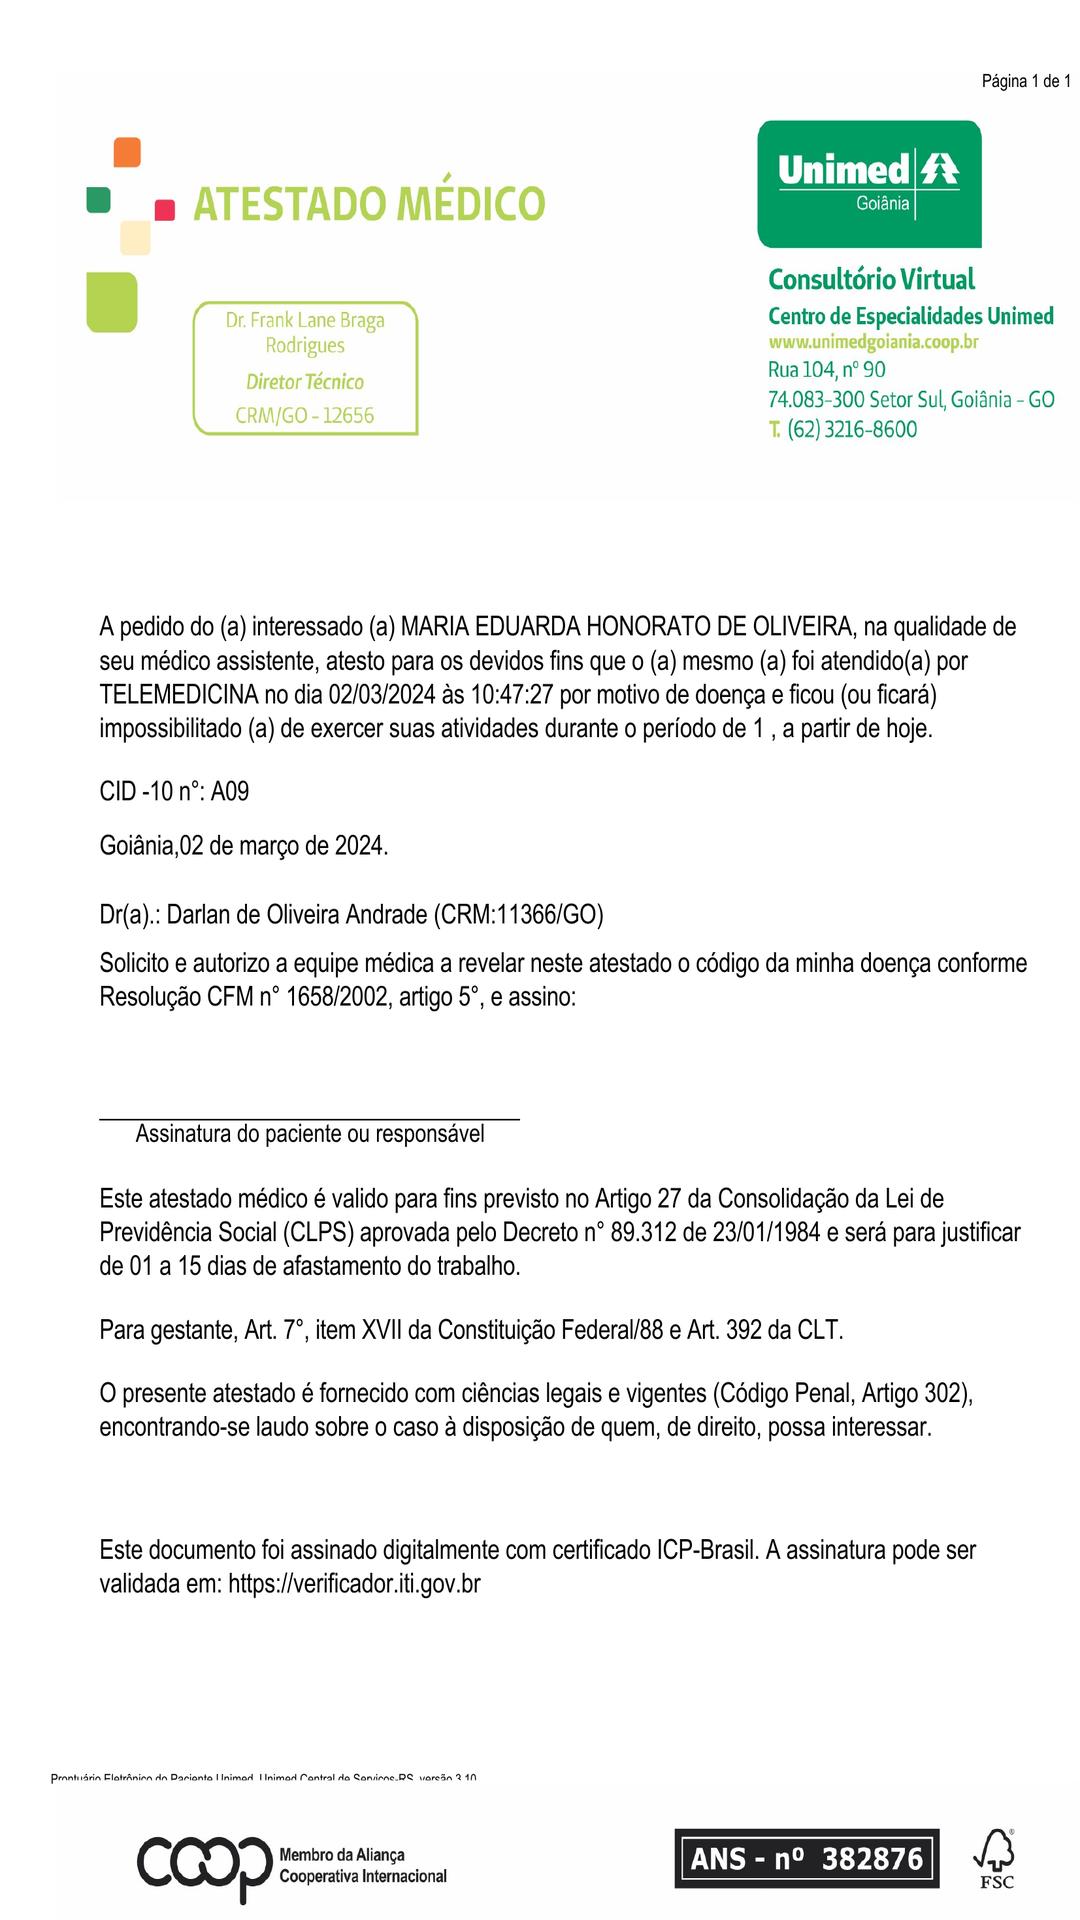 Página 1 de 1
ATESTADO MÉDICO
Unimed
Goiânia
Consultório Virtual
Centro de Especialidades Unimed
www.unimedgoiania.coop.br
Rua 104, nº 90
74.083-300 Setor Sul, Goiânia - GO
T. (62) 3216-8600
Dr. Frank Lane Braga
Rodrigues
Diretor Técnico
CRM/GO - 12656
A pedido do (a) interessado (a) MARIA EDUARDA HONORATO DE OLIVEIRA, na qualidade de
seu médico assistente, atesto para os devidos fins que o (a) mesmo (a) foi atendido(a) por
TELEMEDICINA no dia 02/03/2024 às 10:47:27 por motivo de doença e ficou (ou ficará)
impossibilitado (a) de exercer suas atividades durante o período de 1 , a partir de hoje.
CID -10 n°: A09
Goiânia,02 de março de 2024.
Dr(a).: Darlan de Oliveira Andrade (CRM:11366/GO)
Solicito e autorizo a equipe médica a revelar neste atestado o código da minha doença conforme
Resolução CFM n° 1658/2002, artigo 5°, e assino:
Assinatura do paciente ou responsável
Este atestado médico é valido para fins previsto no Artigo 27 da Consolidação da Lei de
Previdência Social (CLPS) aprovada pelo Decreto n° 89.312 de 23/01/1984 e será para justificar
de 01 a 15 dias de afastamento do trabalho.
Para gestante, Art. 7°, item XVII da Constituição Federal/88 e Art. 392 da CLT.
O presente atestado é fornecido com ciências legais e vigentes (Código Penal, Artigo 302),
encontrando-se laudo sobre o caso à disposição de quem, de direito, possa interessar.
Este documento foi assinado digitalmente com certificado ICP-Brasil. A assinatura pode ser
validada em: https://verificador.iti.gov.br
Prontuário Eletrônico do Paciente Unimed, Unimed Central de Serviços-RS, versão 3.10
coop
Membro da Aliança
Cooperativa Internacional
ANS - nº 382876
®
FSC